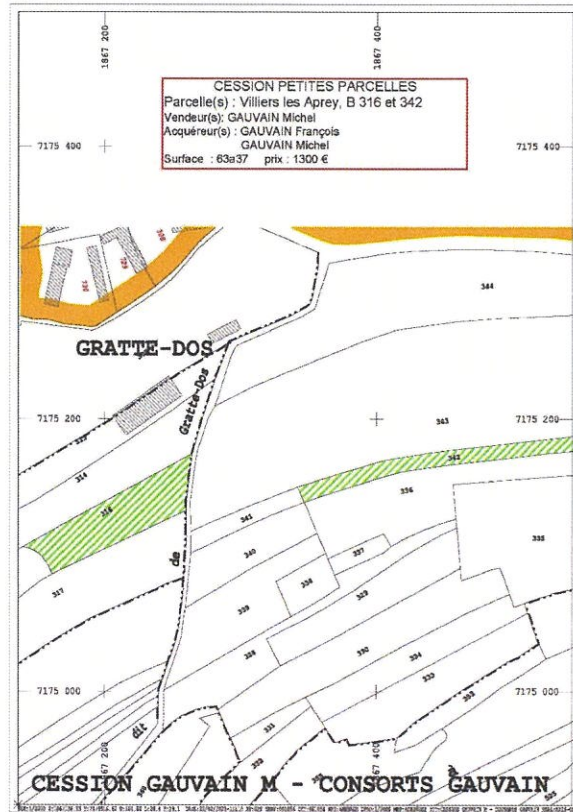 1867 200
1867 400
CESSION PETITES PARCELLES
Parcelle(s) : Villiers les Aprey, B 316 et 342
Vendeur(s): GAUVAIN Michel
Acquéreur(s) : GAUVAIN François
GAUVAIN Michel
Surface : 63a37 prix : 1300 €
7175 400
7175 400
344
GRATTE-DOS
Gratte-Dos
7175 200
7175 200
343
342
314
316
336
341
340
335
337
338
de
317
339
329
328
330
334
333
7175 000
7175 000
331
dit
1867 200
1867 400
CESSION GAUVAIN M - CONSORTS GAUVAIN